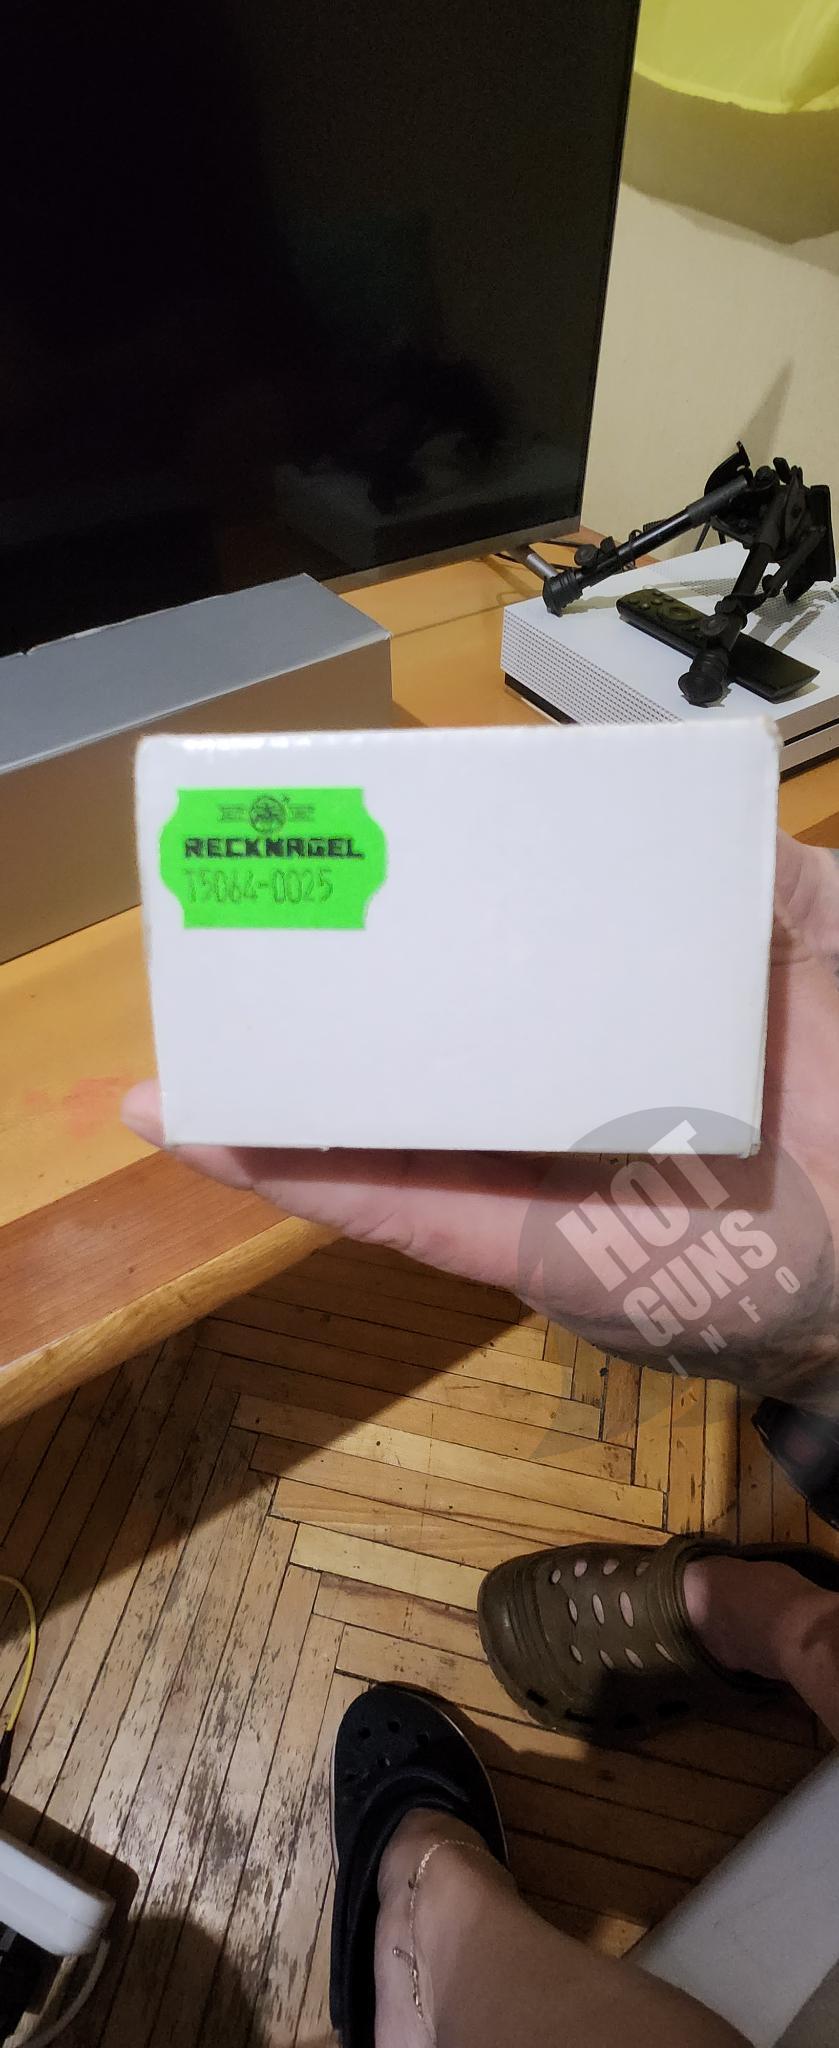 RECKNAGEL
T5064-0025
HOT
GUNS
INFO